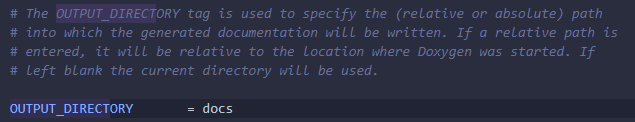 # The OUTPUT_DIRECTORY tag is used to specify the (relative or absolute) path
# into which the generated documentation will be written. If a relative path is
# entered, it will be relative to the location where Doxygen was started. If
# left blank the current directory will be used.
OUTPUT_DIRECTORY       = docs